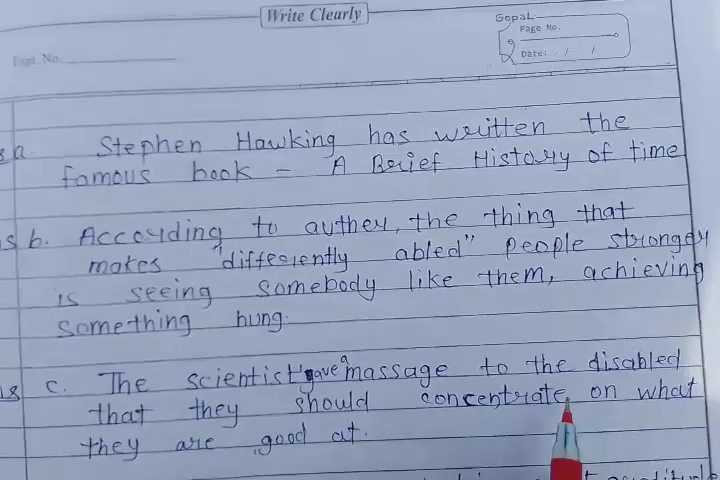 Write Clearly
Gopal
Page No.
Date: / /
Expt. No.
s a Stephen Hawking has written the
famous book – A Brief History of time
s b. According to auther, the thing that
makes "differently abled" people stronger
is seeing somebody like them, achieving
something hung.
s c. The scientist gave a massage to the disabled
that they should concentrate on what
they are good at.